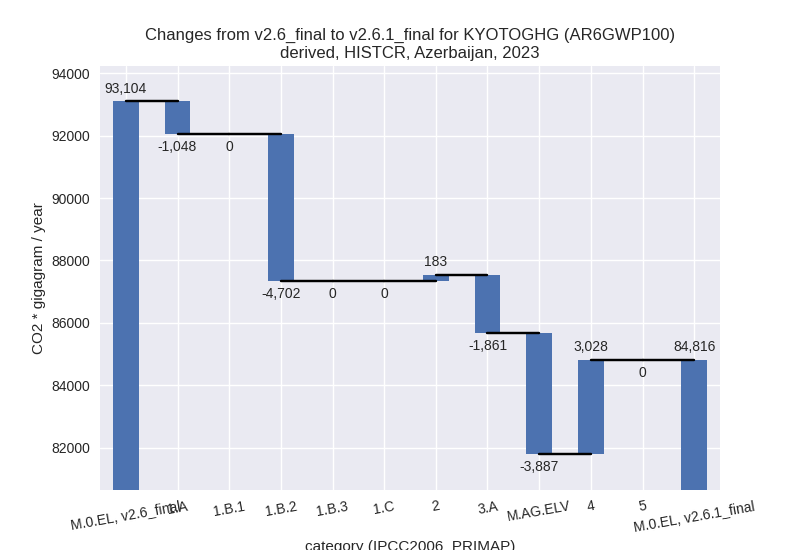 Changes from v2.6_final to v2.6.1_final for KYOTOGHG (AR6GWP100)
derived, HISTCR, Azerbaijan, 2023
CO2 * gigagram / year
94000
92000
90000
88000
86000
84000
82000
93,104
-1,048
0
-4,702
0
0
183
-1,861
-3,887
3,028
0
84,816
M.0.EL, v2.6_final
1.A
1.B.1
1.B.2
1.B.3
1.C
2
3.A
M.AG.ELV
4
5
M.0.EL, v2.6.1_final
category (IPCC2006_PRIMAP)